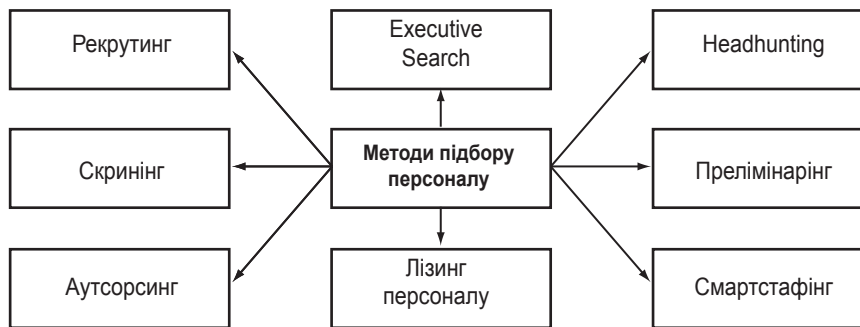 Рекрутинг
Executive
Search
Headhunting
Скринінг
Методи підбору
персоналу
Прелімінарінг
Аутсорсинг
Лізинг
персоналу
Смартстафінг